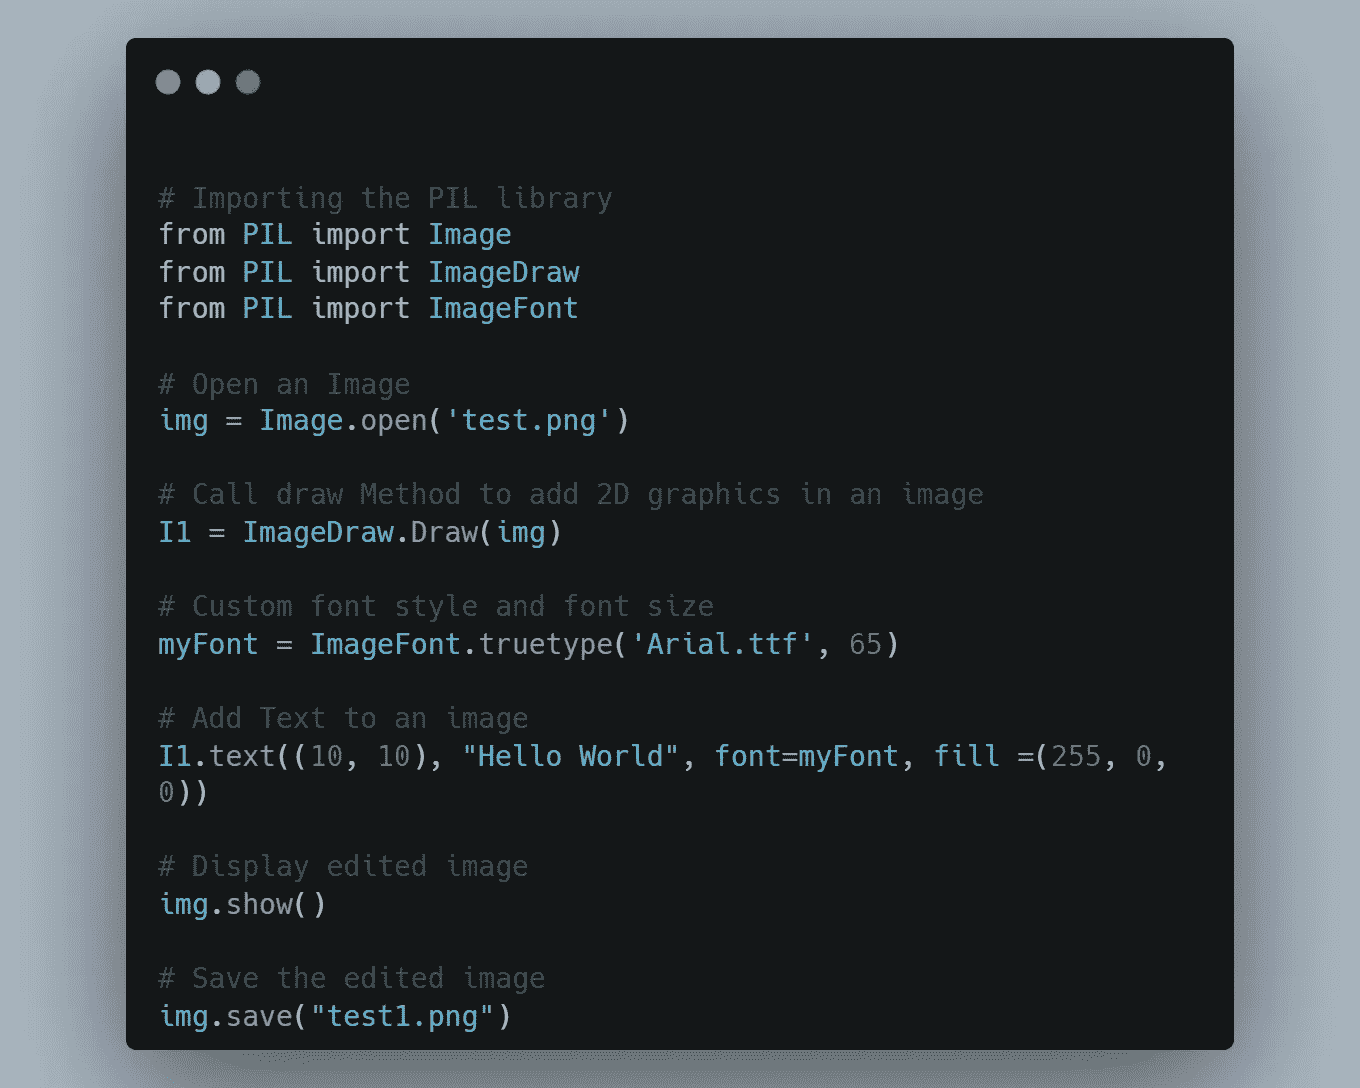 # Importing the PIL library
from PIL import Image
from PIL import ImageDraw
from PIL import ImageFont
# Open an Image
img = Image.open('test.png')
# Call draw Method to add 2D graphics in an image
I1 = ImageDraw.Draw(img)
# Custom font style and font size
myFont = ImageFont.truetype('Arial.ttf', 65)
# Add Text to an image
I1.text((10, 10), "Hello World", font=myFont, fill =(255, 0,
0))
# Display edited image
img.show()
# Save the edited image
img.save("test1.png")